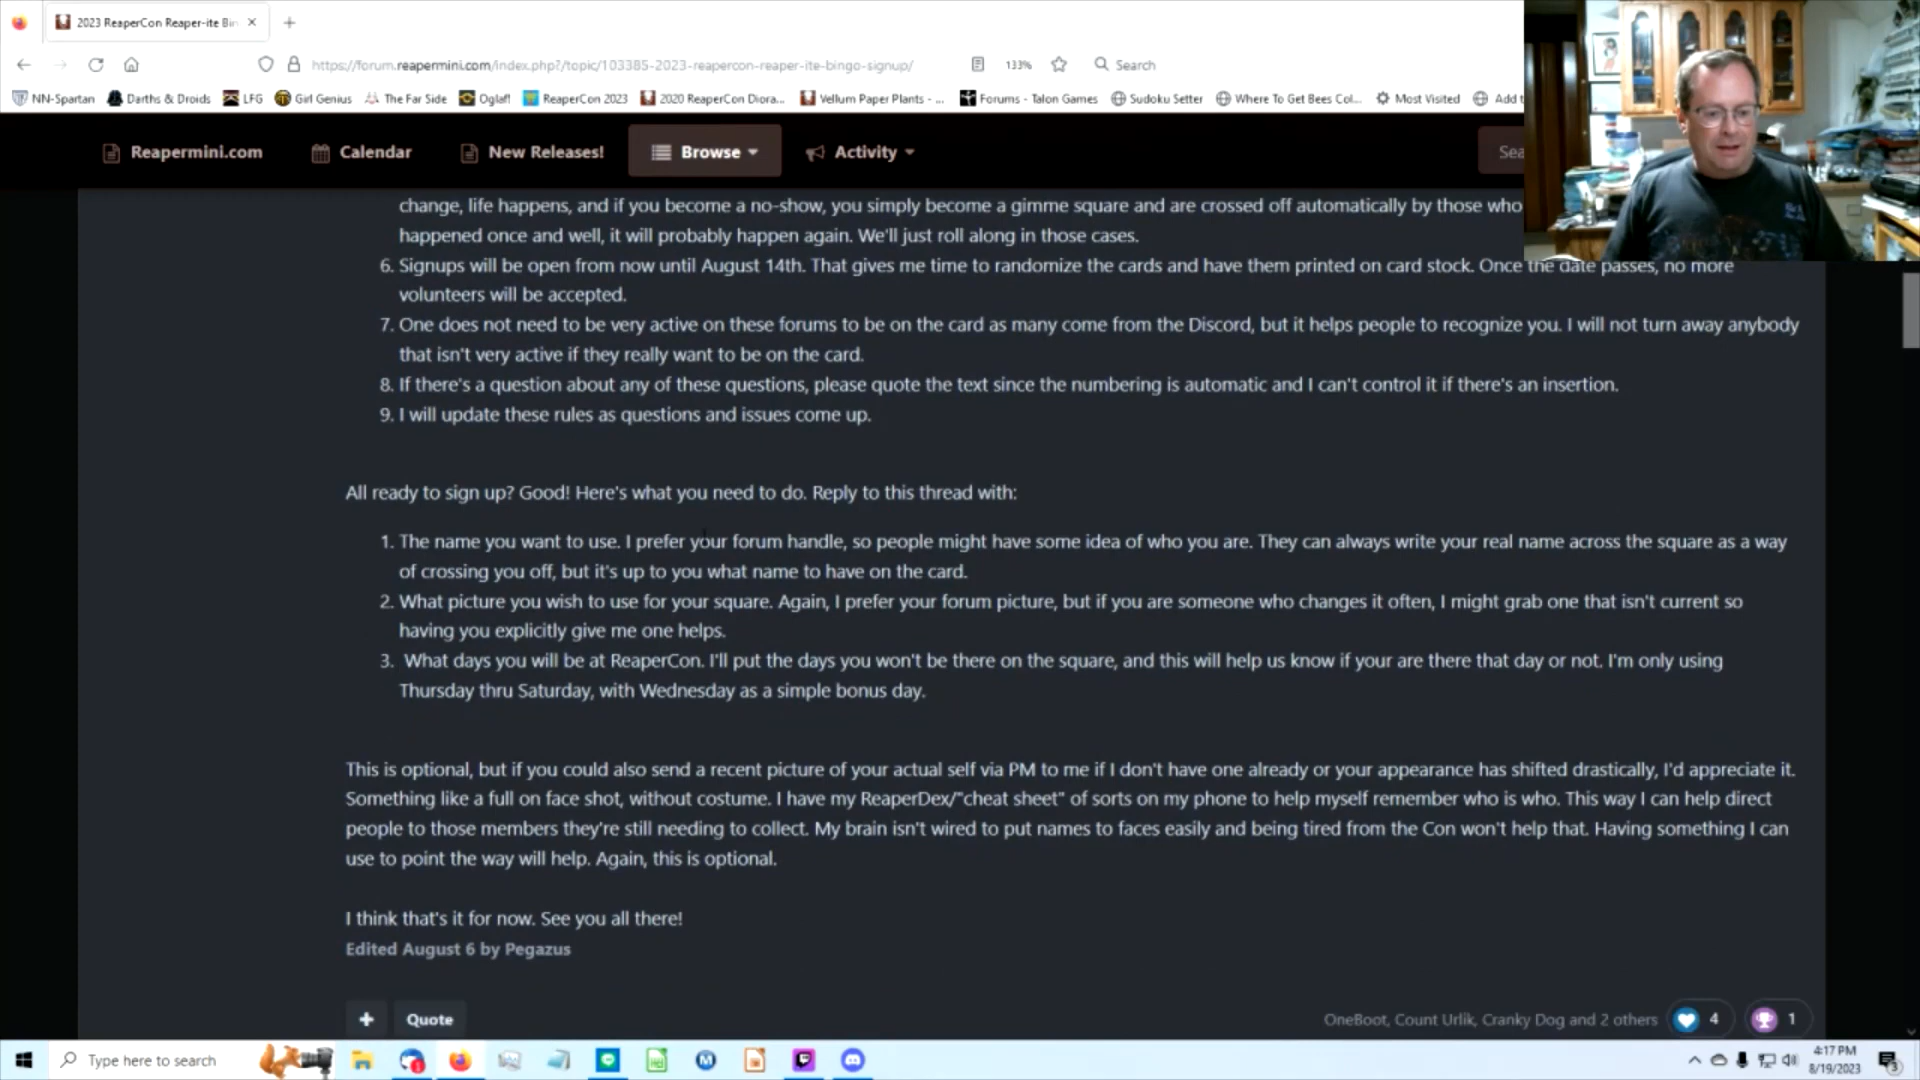 2023 ReaperCon Reaper-ite Bin
https://forum.reapermini.com/index.php?/topic/103385-2023-reapercon-reaper-ite-bingo-signup/
133%
Search
NN-Spartan
Darths & Droids
LFG
Girl Genius
The Far Side
Oglaf!
ReaperCon 2023
2020 ReaperCon Diora...
Vellum Paper Plants - ...
Forums - Talon Games
Sudoku Setter
Where To Get Bees Col...
Most Visited
Add t
Reapermini.com
Calendar
New Releases!
Browse
Activity
Sea
change, life happens, and if you become a no-show, you simply become a gimme square and are crossed off automatically by those who
happened once and well, it will probably happen again. We'll just roll along in those cases.
6. Signups will be open from now until August 14th. That gives me time to randomize the cards and have them printed on card stock. Once the date passes, no more
volunteers will be accepted.
7. One does not need to be very active on these forums to be on the card as many come from the Discord, but it helps people to recognize you. I will not turn away anybody
that isn't very active if they really want to be on the card.
8. If there's a question about any of these questions, please quote the text since the numbering is automatic and I can't control it if there's an insertion.
9. I will update these rules as questions and issues come up.
All ready to sign up? Good! Here's what you need to do. Reply to this thread with:
1. The name you want to use. I prefer your forum handle, so people might have some idea of who you are. They can always write your real name across the square as a way
of crossing you off, but it's up to you what name to have on the card.
2. What picture you wish to use for your square. Again, I prefer your forum picture, but if you are someone who changes it often, I might grab one that isn't current so
having you explicitly give me one helps.
3. What days you will be at ReaperCon. I'll put the days you won't be there on the square, and this will help us know if your are there that day or not. I'm only using
Thursday thru Saturday, with Wednesday as a simple bonus day.
This is optional, but if you could also send a recent picture of your actual self via PM to me if I don't have one already or your appearance has shifted drastically, I'd appreciate it.
Something like a full on face shot, without costume. I have my ReaperDex/"cheat sheet" of sorts on my phone to help myself remember who is who. This way I can help direct
people to those members they're still needing to collect. My brain isn't wired to put names to faces easily and being tired from the Con won't help that. Having something I can
use to point the way will help. Again, this is optional.
I think that's it for now. See you all there!
Edited August 6 by Pegazus
+
Quote
OneBoot, Count Urlik, Cranky Dog and 2 others
4
1
Type here to search
4:17 PM
8/19/2023
3